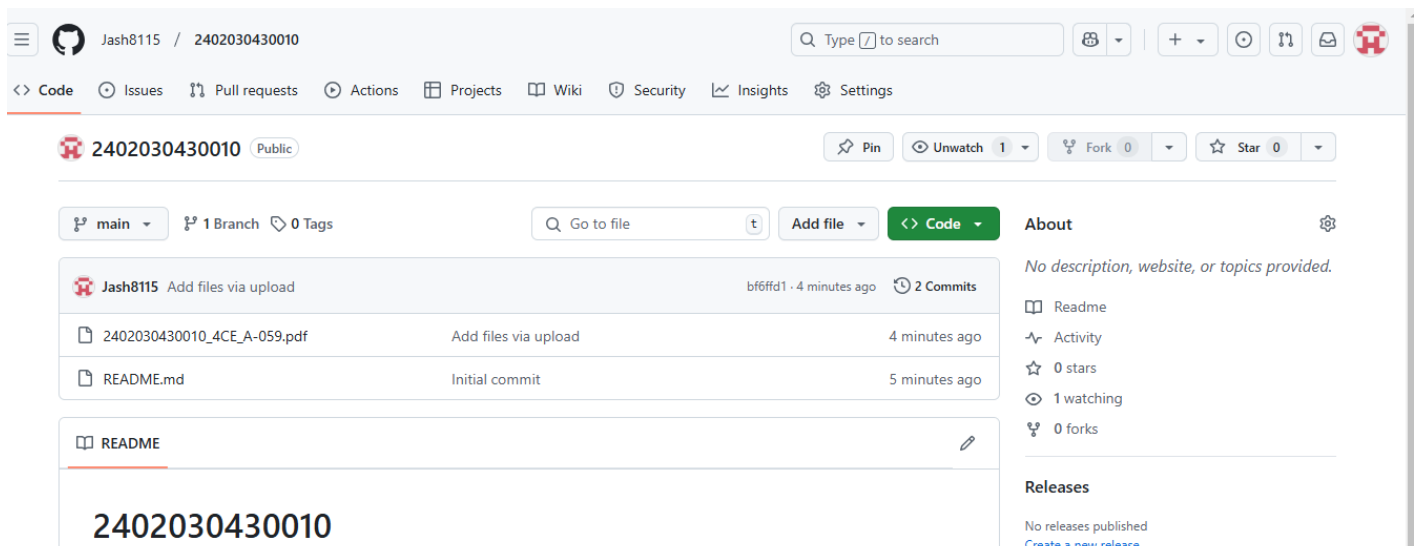 Jash8115 / 2402030430010 Type / to search
Code Issues Pull requests Actions Projects Wiki Security Insights Settings
2402030430010 Public Pin Unwatch 1 Fork 0 Star 0
main 1 Branch 0 Tags Go to file t Add file Code
About
No description, website, or topics provided.
Jash8115 Add files via upload bf6ffd1 · 4 minutes ago 2 Commits
2402030430010_4CE_A-059.pdf Add files via upload 4 minutes ago
README.md Initial commit 5 minutes ago
Readme
Activity
0 stars
1 watching
0 forks
README
2402030430010
Releases
No releases published
Create a new release